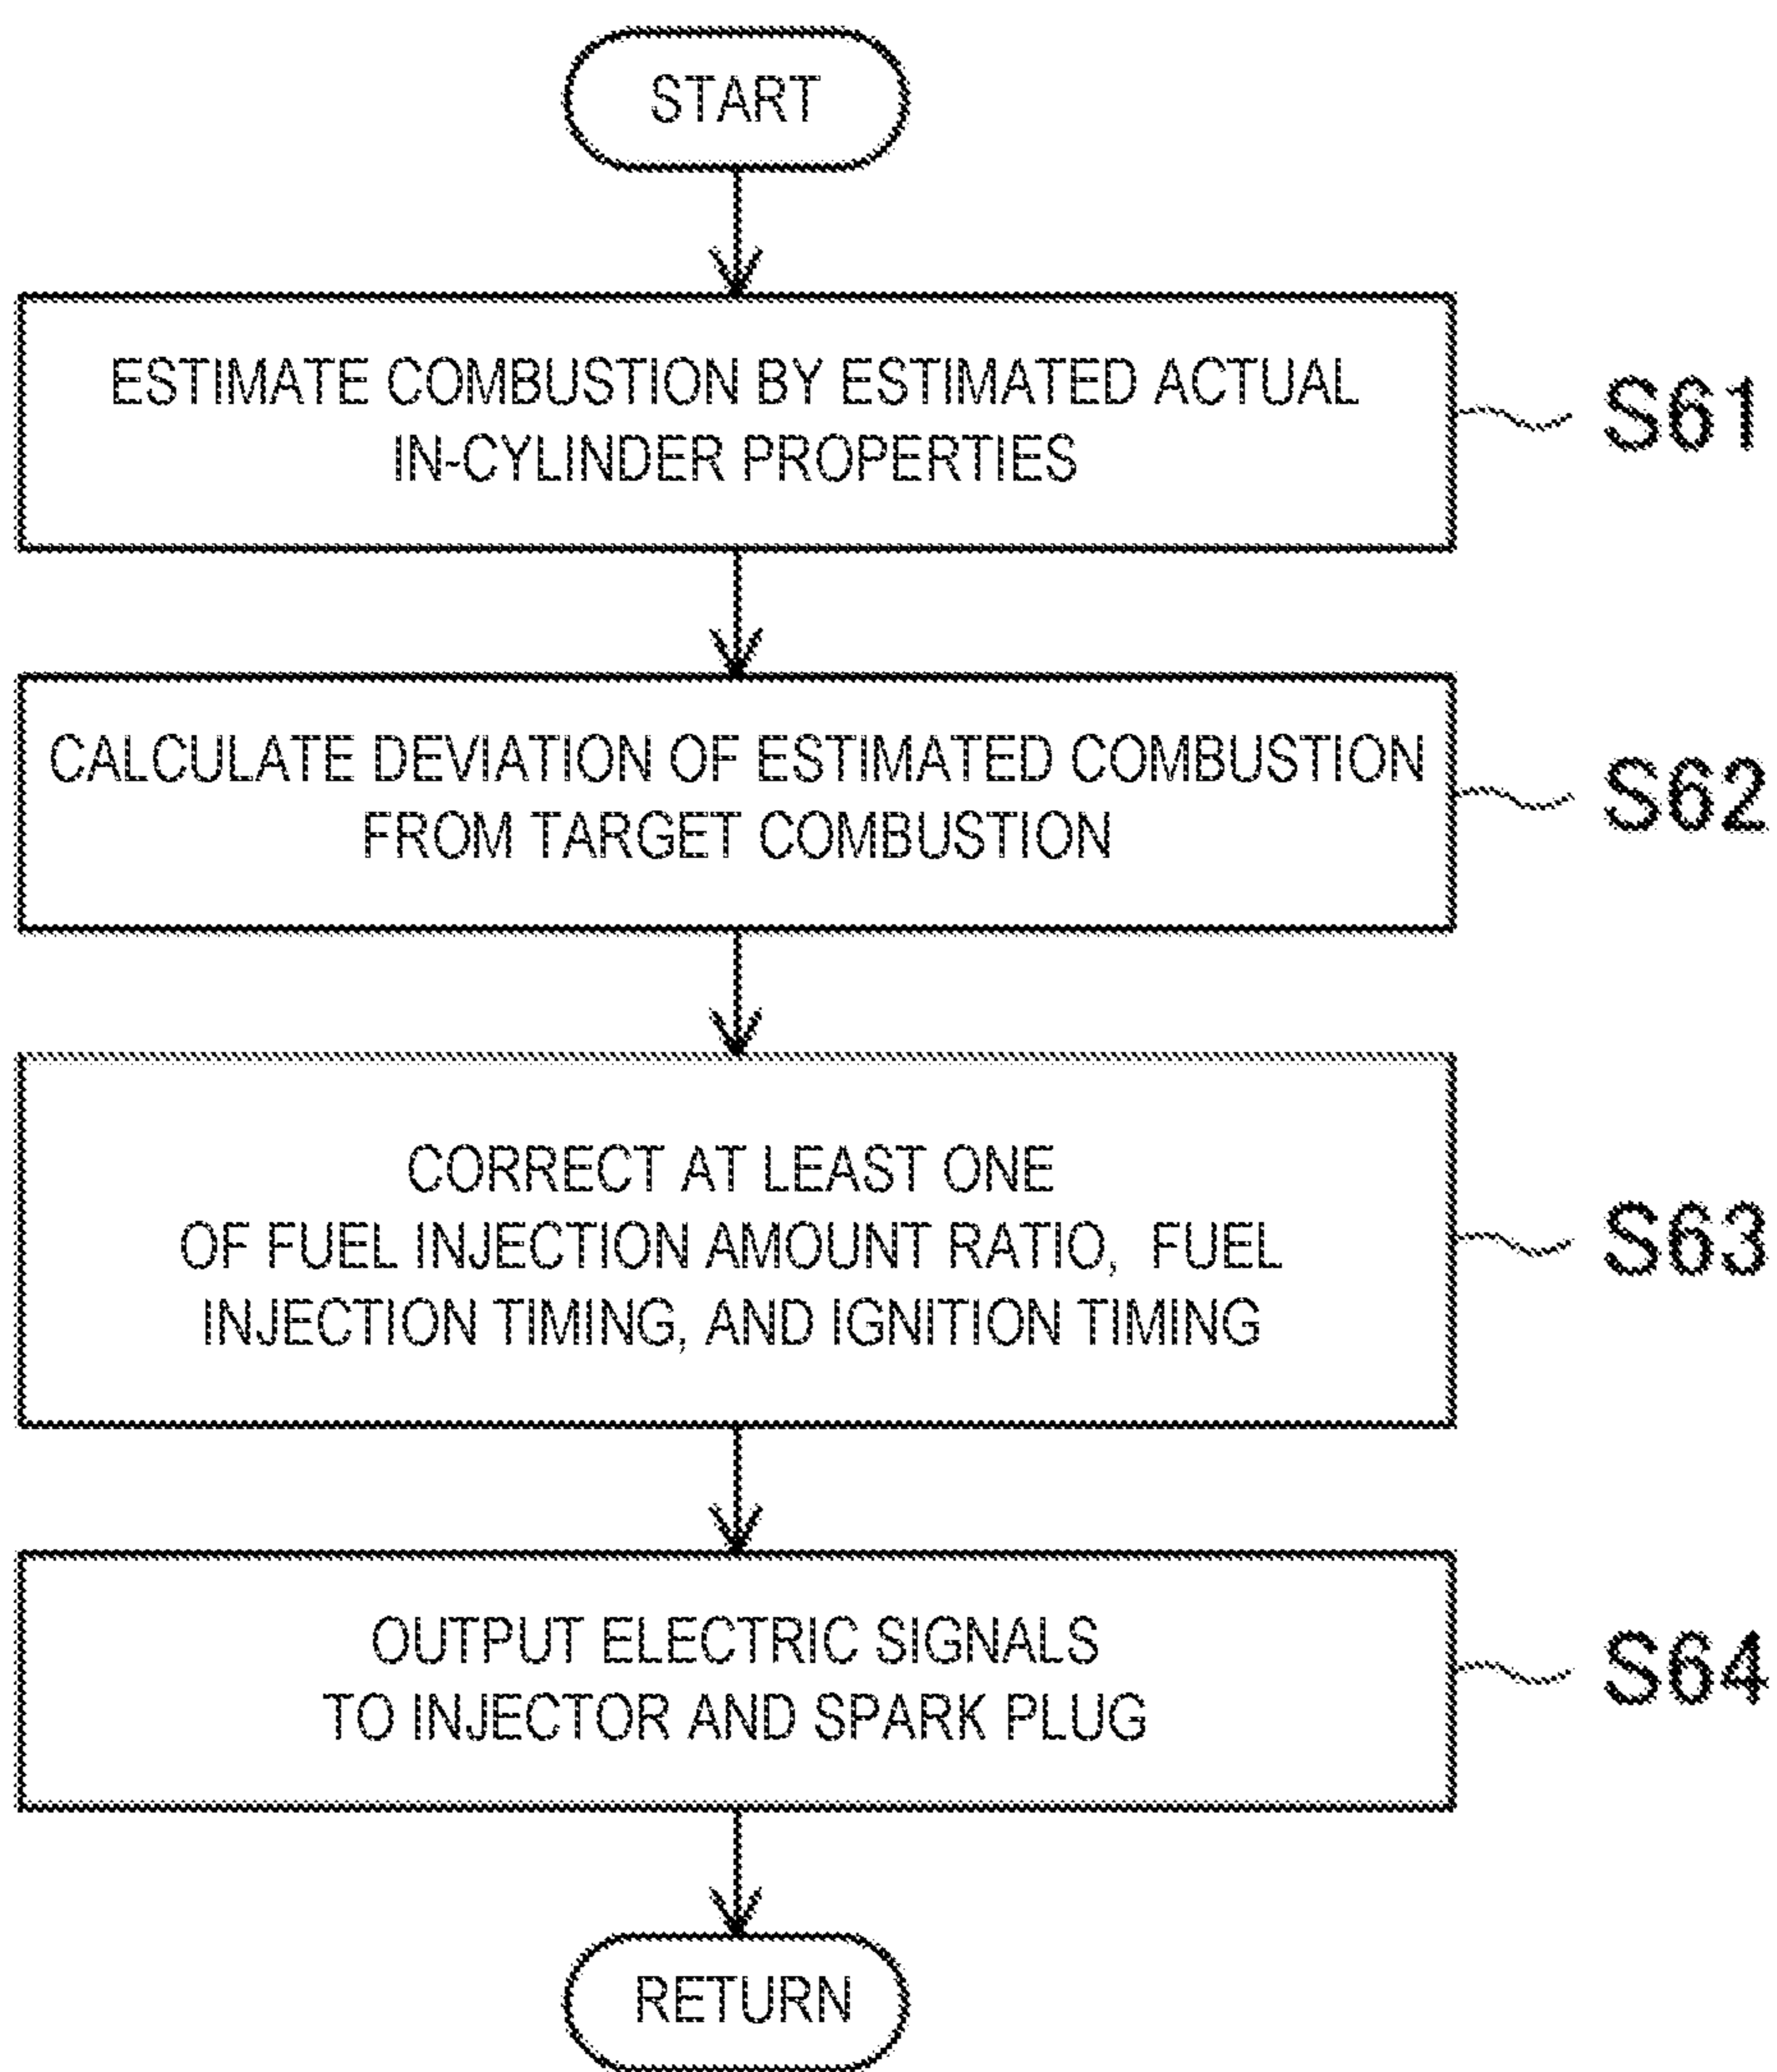 START
ESTIMATE COMBUSTION BY ESTIMATED ACTUAL
IN-CYLINDER PROPERTIES
S61
CALCULATE DEVIATION OF ESTIMATED COMBUSTION
FROM TARGET COMBUSTION
S62
CORRECT AT LEAST ONE
OF FUEL INJECTION AMOUNT RATIO, FUEL
INJECTION TIMING, AND IGNITION TIMING
S63
OUTPUT ELECTRIC SIGNALS
TO INJECTOR AND SPARK PLUG
S64
RETURN